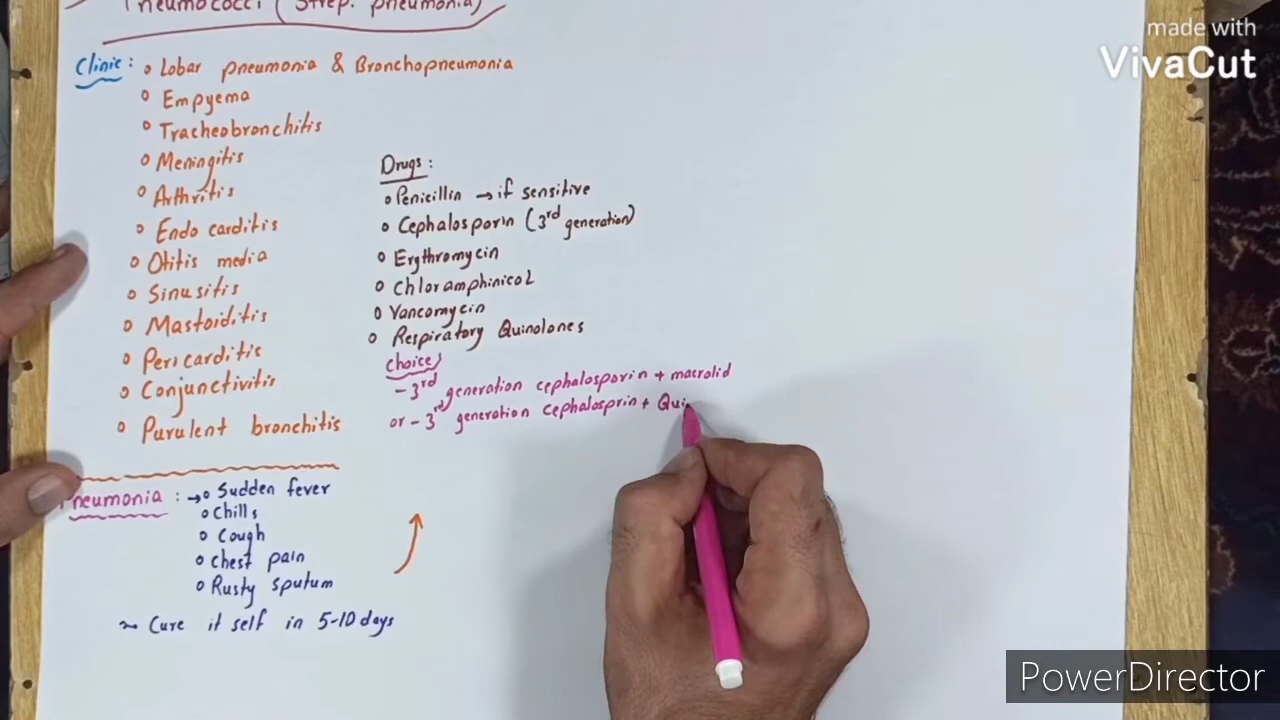 Pneumococci (Strep. pneumonia)
made with
VivaCut
Clinic: Lobar pneumonia & Bronchopneumonia
Empyema
Tracheobronchitis
Meningitis
Arthritis
Endo carditis
Otitis media
Sinusitis
Mastoiditis
Pericarditis
Conjunctivitis
Purulent bronchitis
Drugs:
Penicillin → if sensitive
Cephalosporin (3rd generation)
Erythromycin
Chloramphinicol
Vancomycin
Respiratory Quinolones
Choice
- 3rd generation cephalosporin + macrolid
or - 3rd generation cephalosprin + Qui
Pneumonia: → Sudden fever
Chills
Cough
Chest pain
Rusty sputum
~ Cure it self in 5-10 days
PowerDirector